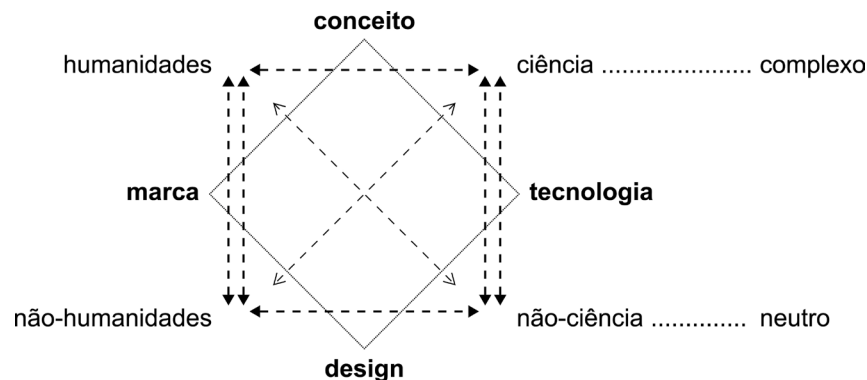 conceito
humanidades ciência ...................... complexo
marca tecnologia
não-humanidades não-ciência .............. neutro
design